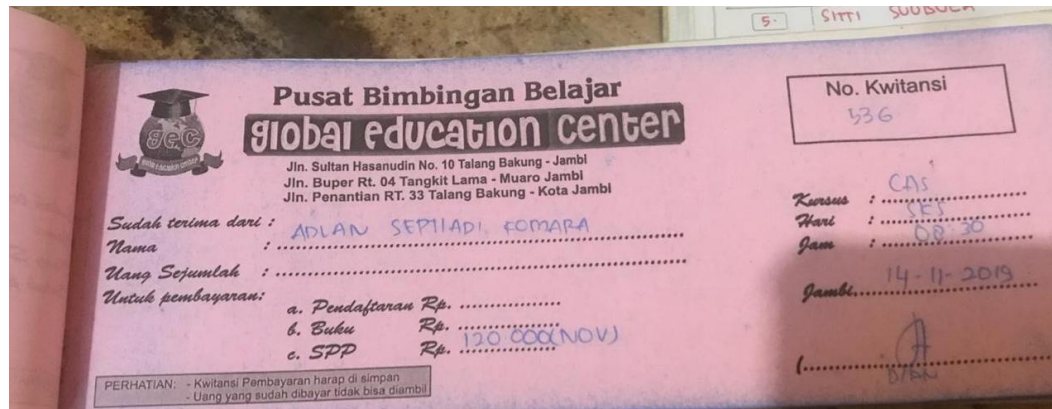 5. SITTI
Pusat Bimbingan Belajar
global education center
gec
Jln. Sultan Hasanudin No. 10 Talang Bakung - Jambi
Jln. Buper Rt. 04 Tangkit Lama - Muaro Jambi
Jln. Penantian RT. 33 Talang Bakung - Kota Jambi
No. Kwitansi
536
Kursus : CAS
Hari : SKS
Jam : 08.30
Jambi, 14-11-2019
Sudah terima dari :
Nama : ADLAN SEPTIADI KOMARA
Uang Sejumlah :
Untuk pembayaran:
a. Pendaftaran Rp.
b. Buku Rp.
c. SPP Rp. 120 000(NOV)
(
DIAN
PERHATIAN: - Kwitansi Pembayaran harap di simpan
- Uang yang sudah dibayar tidak bisa diambil